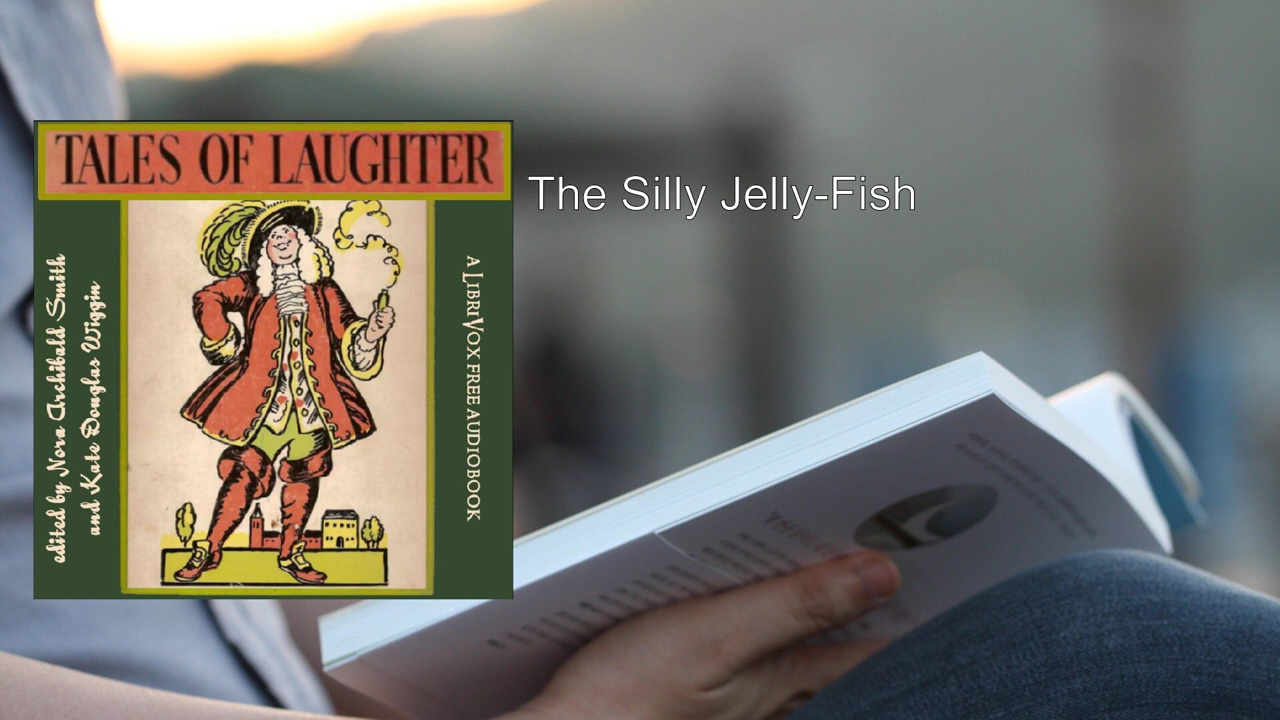 TALES OF LAUGHTER
edited by Nora Archibald Smith
and Kate Douglas Wiggin
A LIBRIVOX FREE AUDIOBOOK
The Silly Jelly-Fish